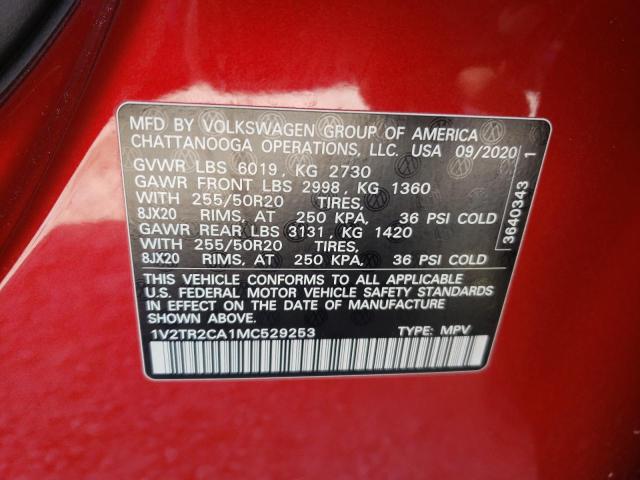 MFD BY VOLKSWAGEN GROUP OF AMERICA
CHATTANOOGA OPERATIONS, LLC. USA 09/2020
GVWR LBS 6019, KG 2730
GAWR FRONT LBS 2998, KG 1360
WITH 255/50R20 TIRES,
8JX20 RIMS, AT 250 KPA, 36 PSI COLD
GAWR REAR LBS 3131, KG 1420
WITH 255/50R20 TIRES,
8JX20 RIMS, AT 250 KPA, 36 PSI COLD
THIS VEHICLE CONFORMS TO ALL APPLICABLE
U.S. FEDERAL MOTOR VEHICLE SAFETY STANDARDS
IN EFFECT ON THE DATE OF MANUFACTURE
SHOWN ABOVE.
1V2TR2CA1MC529253 TYPE: MPV
3640343 1